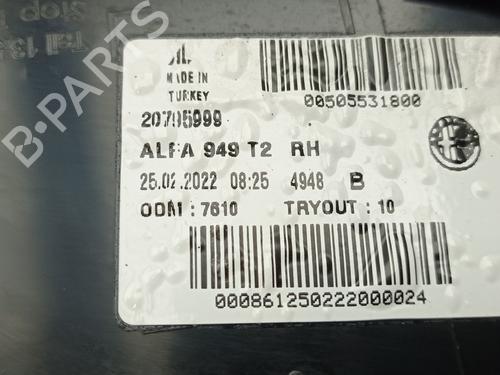 Stop
MADE IN
TURKEY
00505531800
20705999
ALFA 949 T2 RH
25.02.2022 08:25 4948 B
ODM : 7610 TRYOUT : 10
000861250222000024